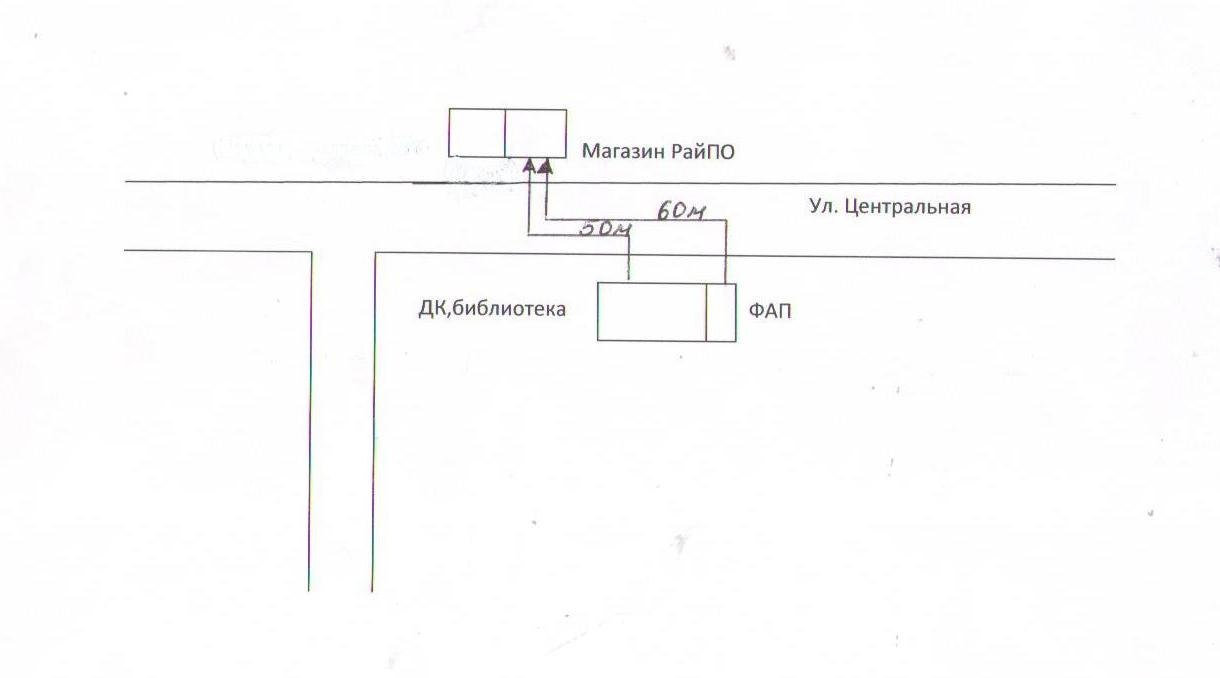 Магазин РайПО
Ул. Центральная
60м
50м
ДК,библиотека
ФАП